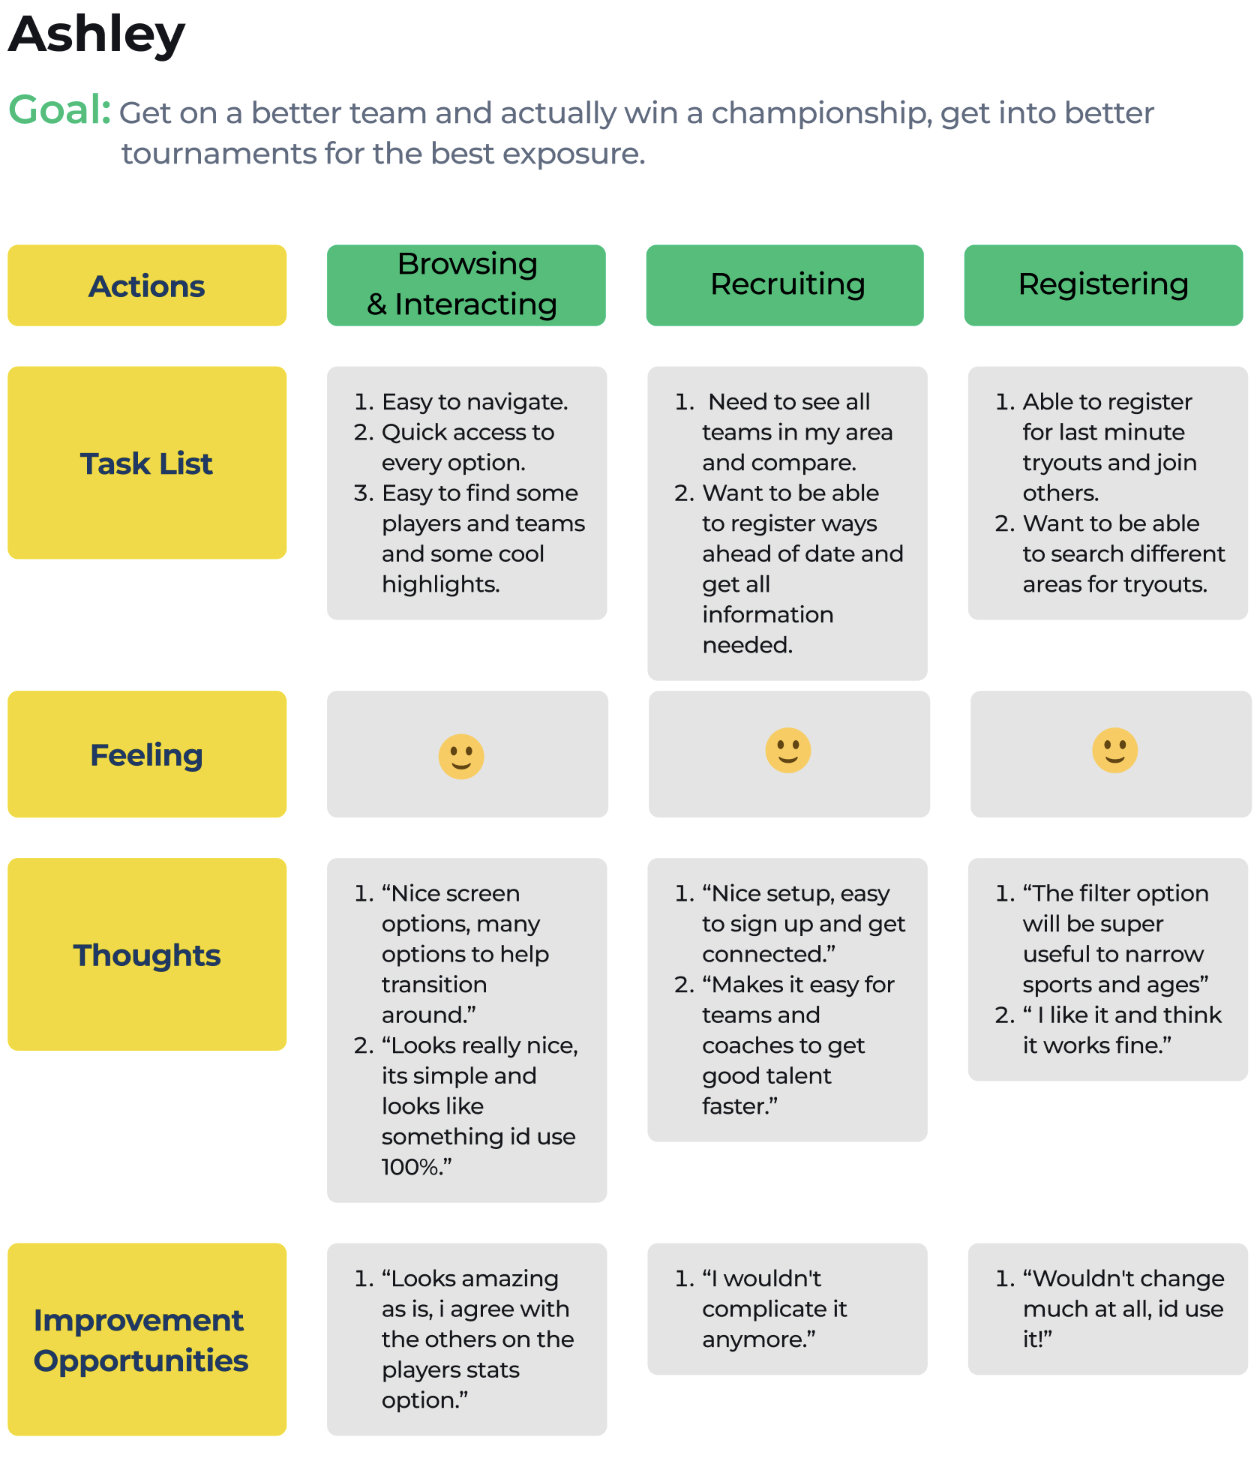 Ashley
Goal: Get on a better team and actually win a championship, get into better
tournaments for the best exposure.
Actions
Browsing
& Interacting
Recruiting
Registering
Task List
1. Easy to navigate.
2. Quick access to
every option.
3. Easy to find some
players and teams
and some cool
highlights.
1. Need to see all
teams in my area
and compare.
2. Want to be able
to register ways
ahead of date and
get all
information
needed.
1. Able to register
for last minute
tryouts and join
others.
2. Want to be able
to search different
areas for tryouts.
Feeling
Thoughts
1. “Nice screen
options, many
options to help
transition
around.”
2. “Looks really nice,
its simple and
looks like
something id use
100%.”
1. “Nice setup, easy
to sign up and get
connected.”
2. “Makes it easy for
teams and
coaches to get
good talent
faster.”
1. “The filter option
will be super
useful to narrow
sports and ages”
2. “ I like it and think
it works fine.”
Improvement
Opportunities
1. “Looks amazing
as is, i agree with
the others on the
players stats
option.”
1. “I wouldn't
complicate it
anymore.”
1. “Wouldn't change
much at all, id use
it!”